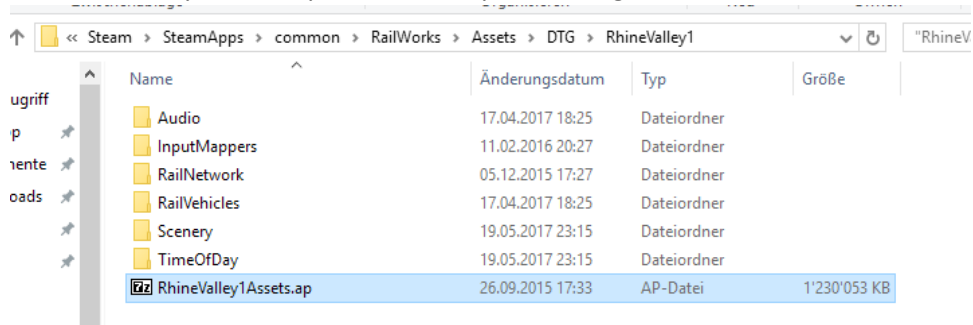 « Steam > SteamApps > common > RailWorks > Assets > DTG > RhineValley1
Name Änderungsdatum Typ Größe
ugriff
Audio 17.04.2017 18:25 Dateiordner
InputMappers 11.02.2016 20:27 Dateiordner
RailNetwork 05.12.2015 17:27 Dateiordner
RailVehicles 17.04.2017 18:25 Dateiordner
Scenery 19.05.2017 23:15 Dateiordner
TimeOfDay 19.05.2017 23:15 Dateiordner
RhineValley1Assets.ap 26.09.2015 17:33 AP-Datei 1'230'053 KB